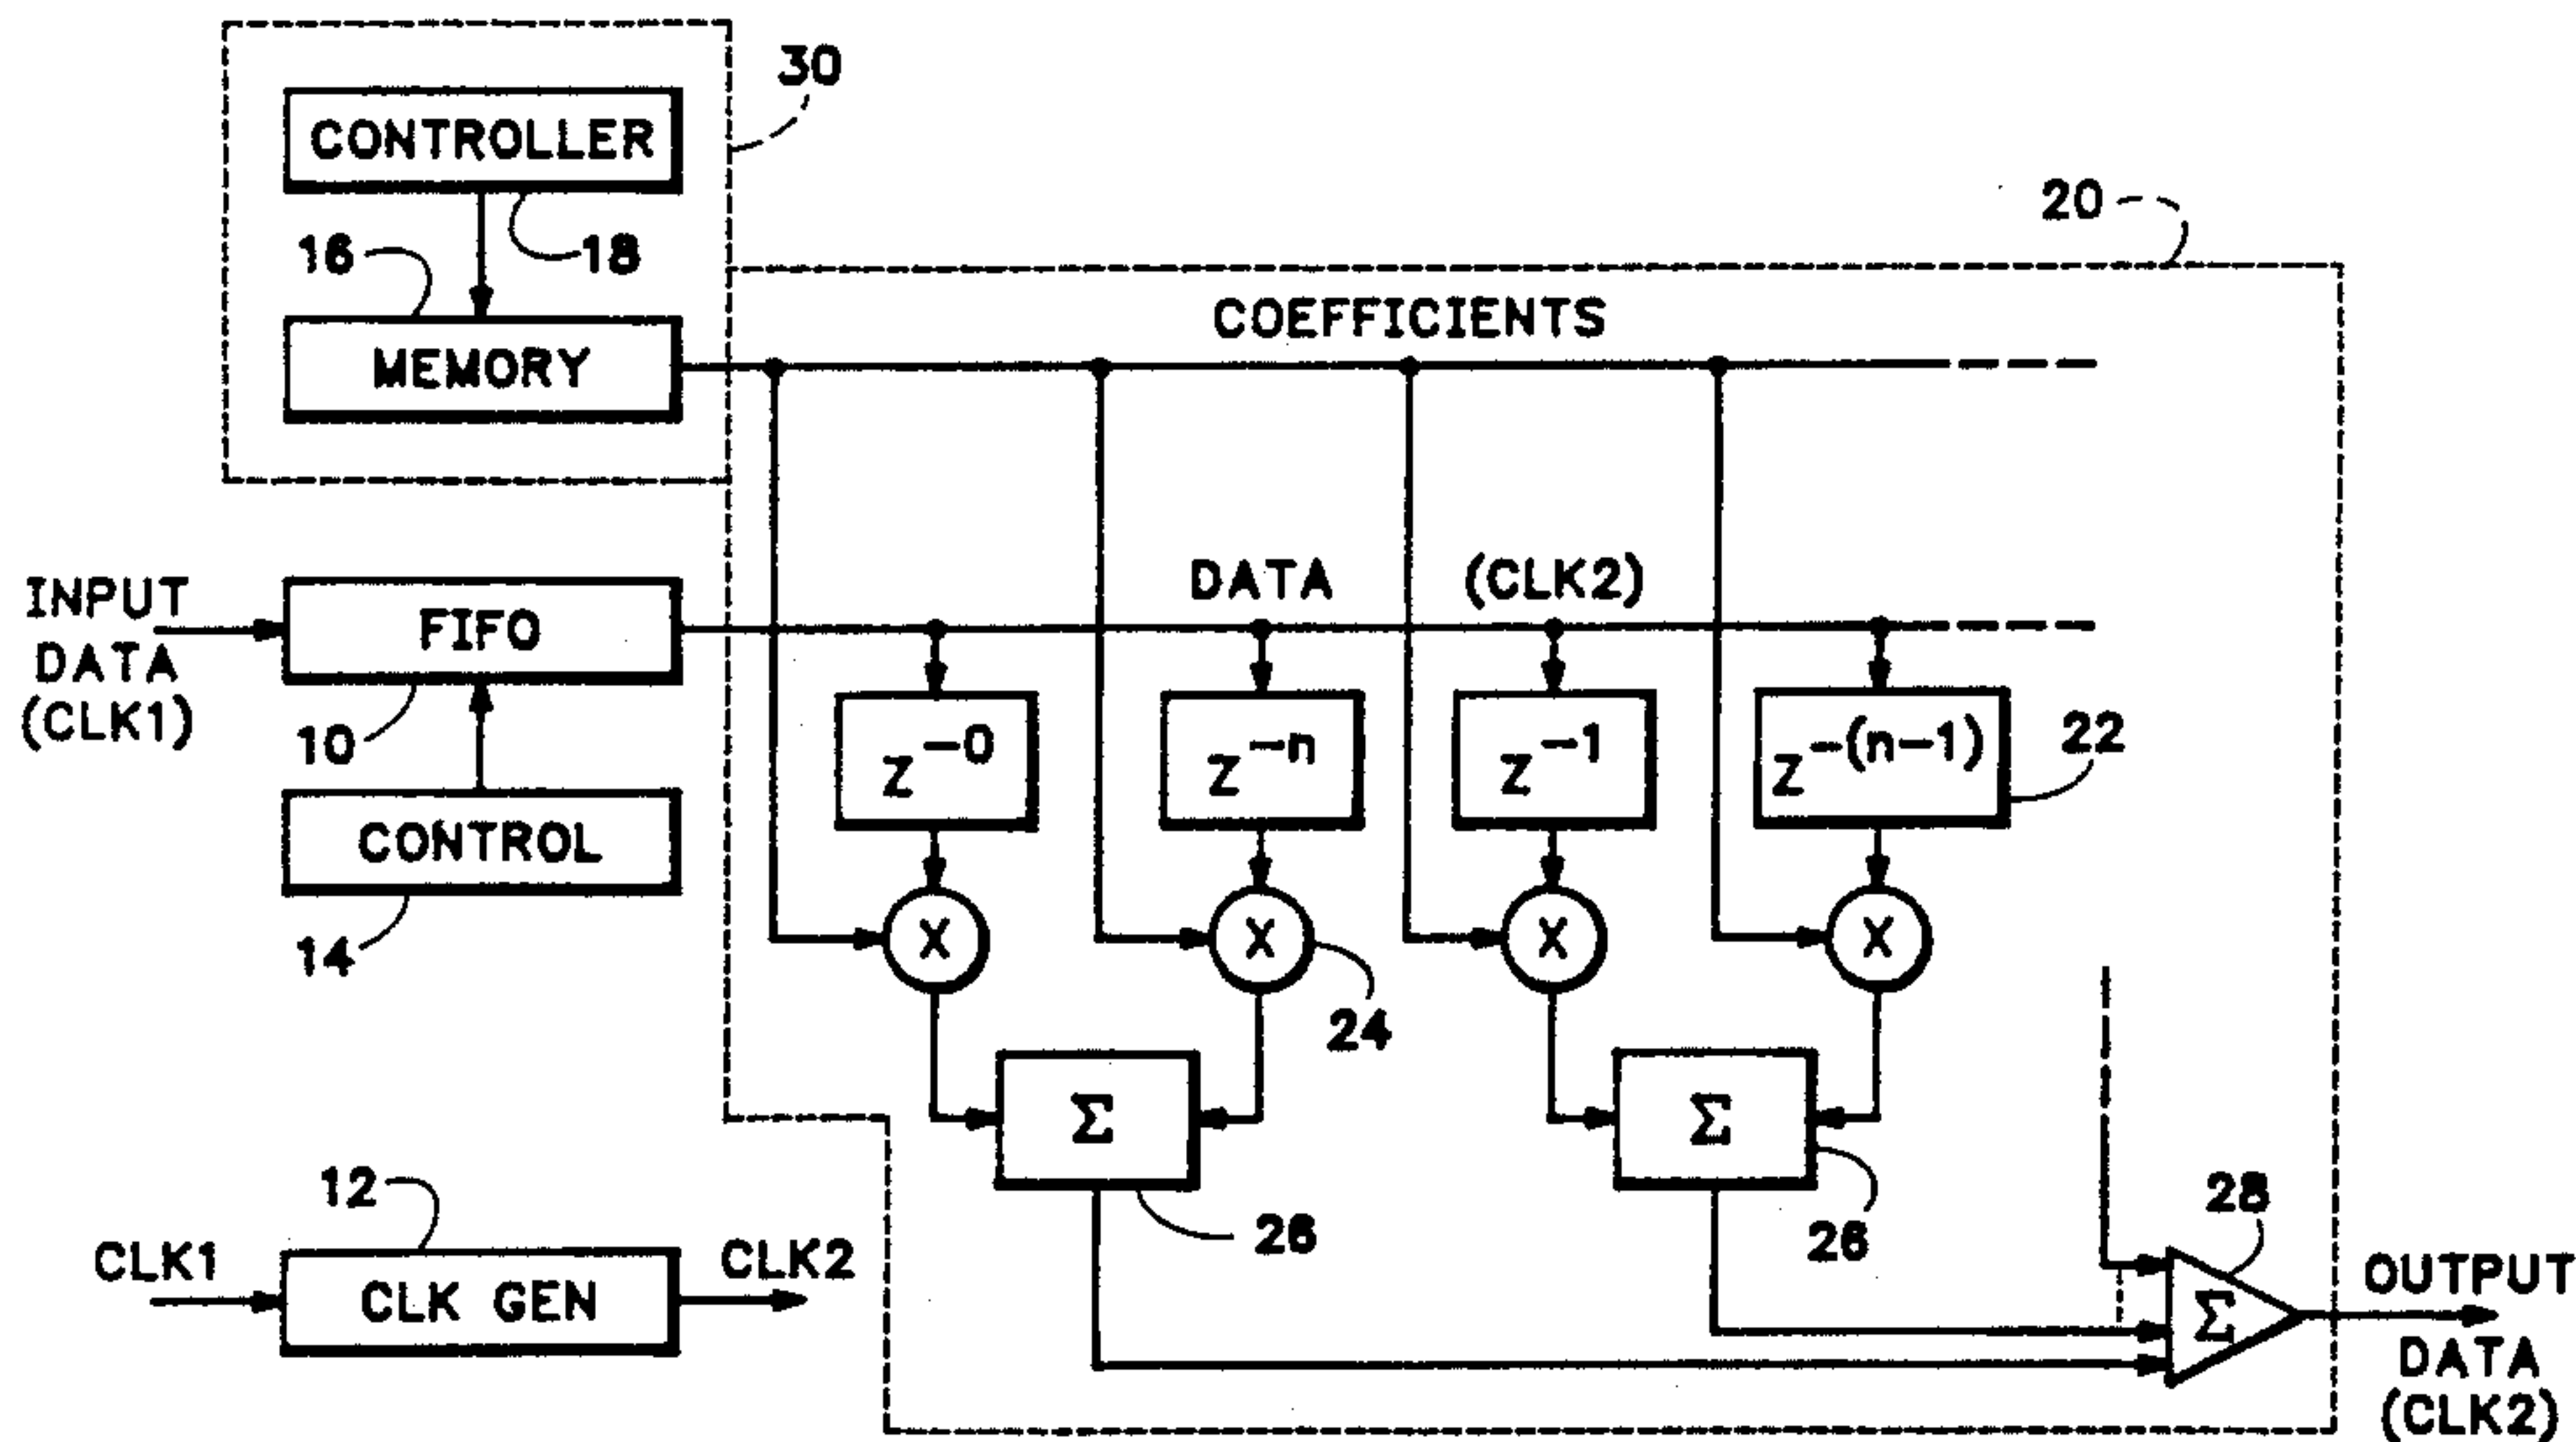 30
CONTROLLER
20
16
18
COEFFICIENTS
MEMORY
INPUT
DATA
(CLK1)
FIFO
DATA (CLK2)
10
z^-0
z^-n
z^-1
z^-(n-1)
22
CONTROL
14
X
X
X
X
24
Σ
Σ
12
26
26
28
CLK1
CLK GEN
CLK2
Σ
OUTPUT
DATA
(CLK2)